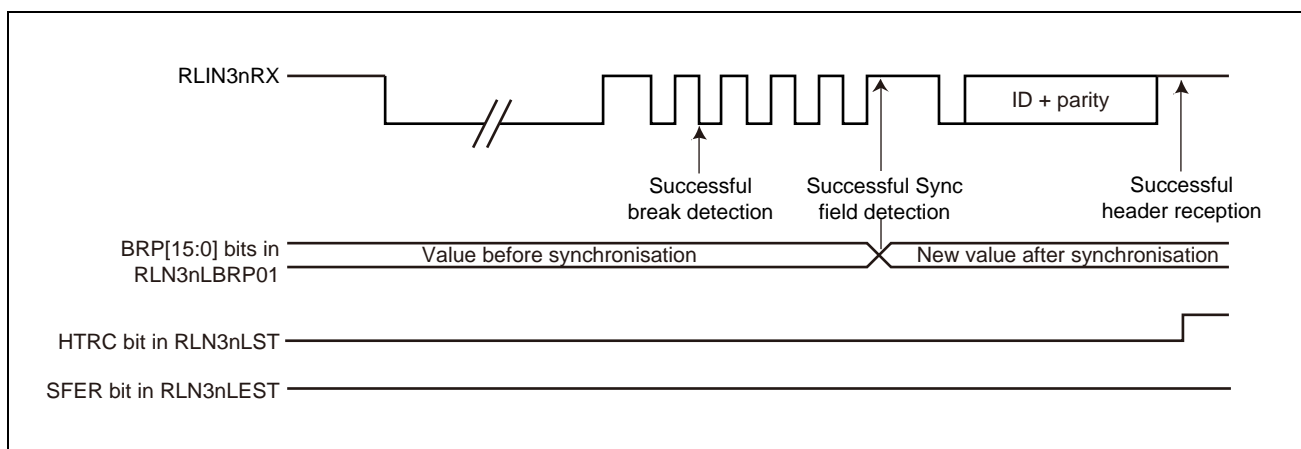 RLIN3nRX
ID + parity
Successful
break detection
Successful Sync
field detection
Successful
header reception
BRP[15:0] bits in
RLN3nLBRP01
Value before synchronisation
New value after synchronisation
HTRC bit in RLN3nLST
SFER bit in RLN3nLEST